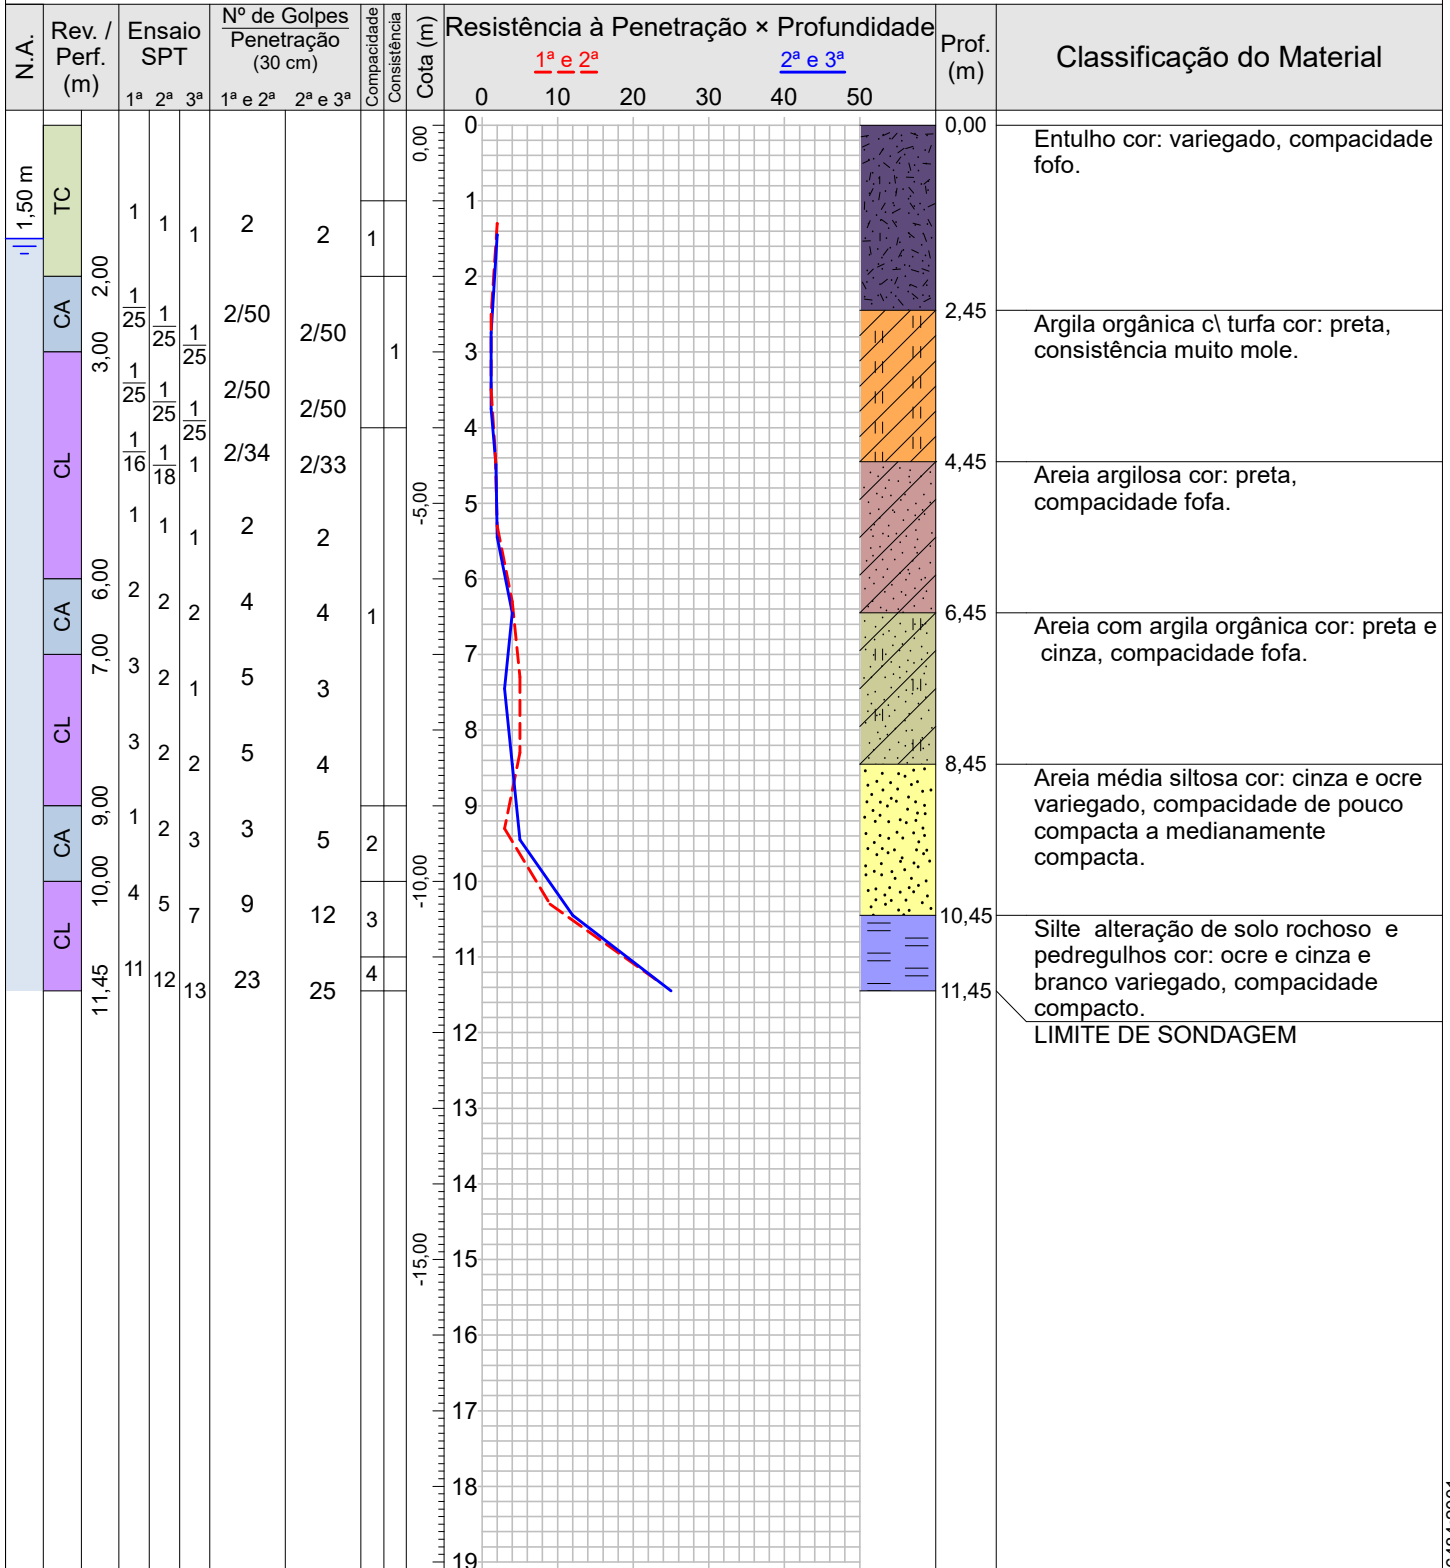 N.A.
Rev. /
Perf.
(m)
Ensaio
SPT
1ª 2ª 3ª
Nº de Golpes
Penetração
(30 cm)
1ª e 2ª 2ª e 3ª
Compacidade
Consistência
Cota (m)
Resistência à Penetração × Profundidade
1ª e 2ª 2ª e 3ª
0 10 20 30 40 50
Prof.
(m)
Classificação do Material
1,50 m
TC
2,00
CA
3,00
CL
6,00
CA
7,00
CL
9,00
CA
10,00
CL
11,45
1 1 1 2 2
1/25 1/25 1/25 2/50 2/50
1/25 1/25 1/25 2/50 2/50
1/16 1/18 1 2/34 2/33
1 1 1 2 2
2 2 2 4 4
3 2 1 5 3
3 2 2 5 4
1 2 3 3 5
4 5 7 9 12
11 12 13 23 25
1
1
1
2
3
4
0,00
-5,00
-10,00
-15,00
0
1
2
3
4
5
6
7
8
9
10
11
12
13
14
15
16
17
18
19
0,00
Entulho cor: variegado, compacidade
fofo.
2,45
Argila orgânica c\ turfa cor: preta,
consistência muito mole.
4,45
Areia argilosa cor: preta,
compacidade fofa.
6,45
Areia com argila orgânica cor: preta e
cinza, compacidade fofa.
8,45
Areia média siltosa cor: cinza e ocre
variegado, compacidade de pouco
compacta a medianamente
compacta.
10,45
Silte alteração de solo rochoso e
pedregulhos cor: ocre e cinza e
branco variegado, compacidade
compacto.
11,45
LIMITE DE SONDAGEM